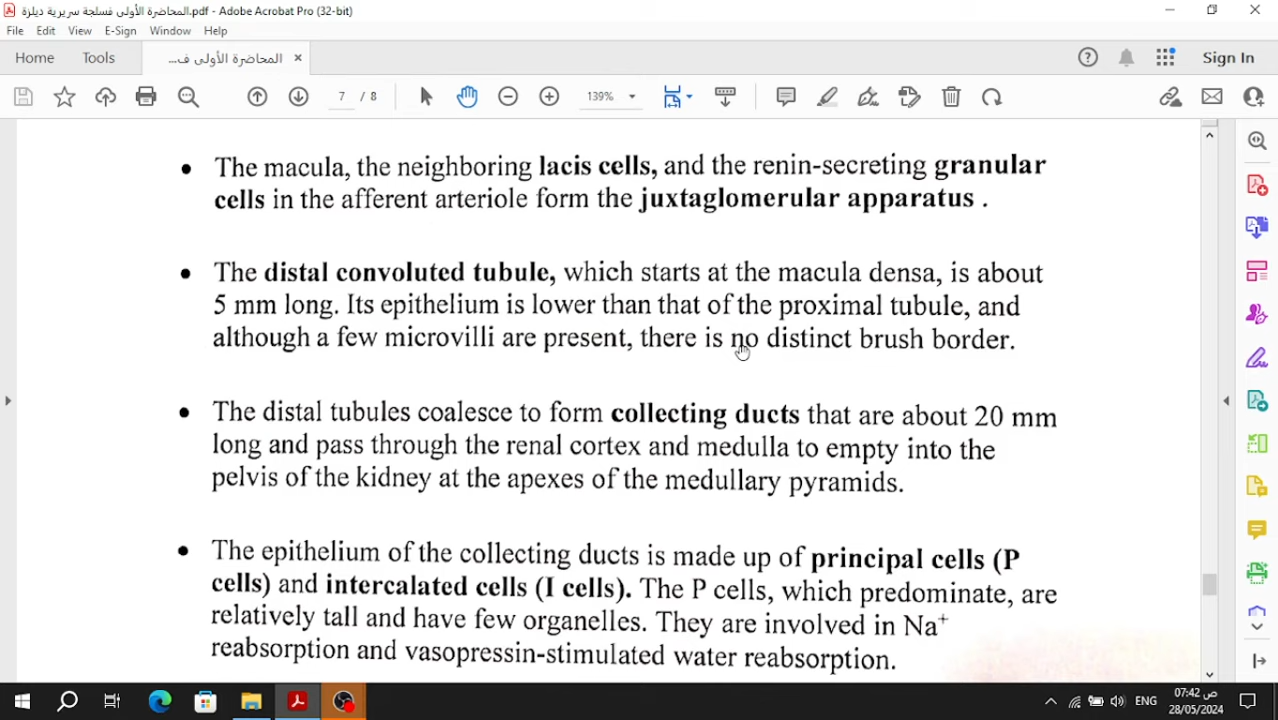 المحاضرة الأولى فسلجة سريرية ديلزة.pdf - Adobe Acrobat Pro (32-bit)
File Edit View E-Sign Window Help
Home Tools المحاضرة الأولى ف... × Sign In
7 / 8 139%
• The macula, the neighboring lacis cells, and the renin-secreting granular
cells in the afferent arteriole form the juxtaglomerular apparatus .
• The distal convoluted tubule, which starts at the macula densa, is about
5 mm long. Its epithelium is lower than that of the proximal tubule, and
although a few microvilli are present, there is no distinct brush border.
• The distal tubules coalesce to form collecting ducts that are about 20 mm
long and pass through the renal cortex and medulla to empty into the
pelvis of the kidney at the apexes of the medullary pyramids.
• The epithelium of the collecting ducts is made up of principal cells (P
cells) and intercalated cells (I cells). The P cells, which predominate, are
relatively tall and have few organelles. They are involved in Na⁺
reabsorption and vasopressin-stimulated water reabsorption.
ENG
07:42 ص
28/05/2024